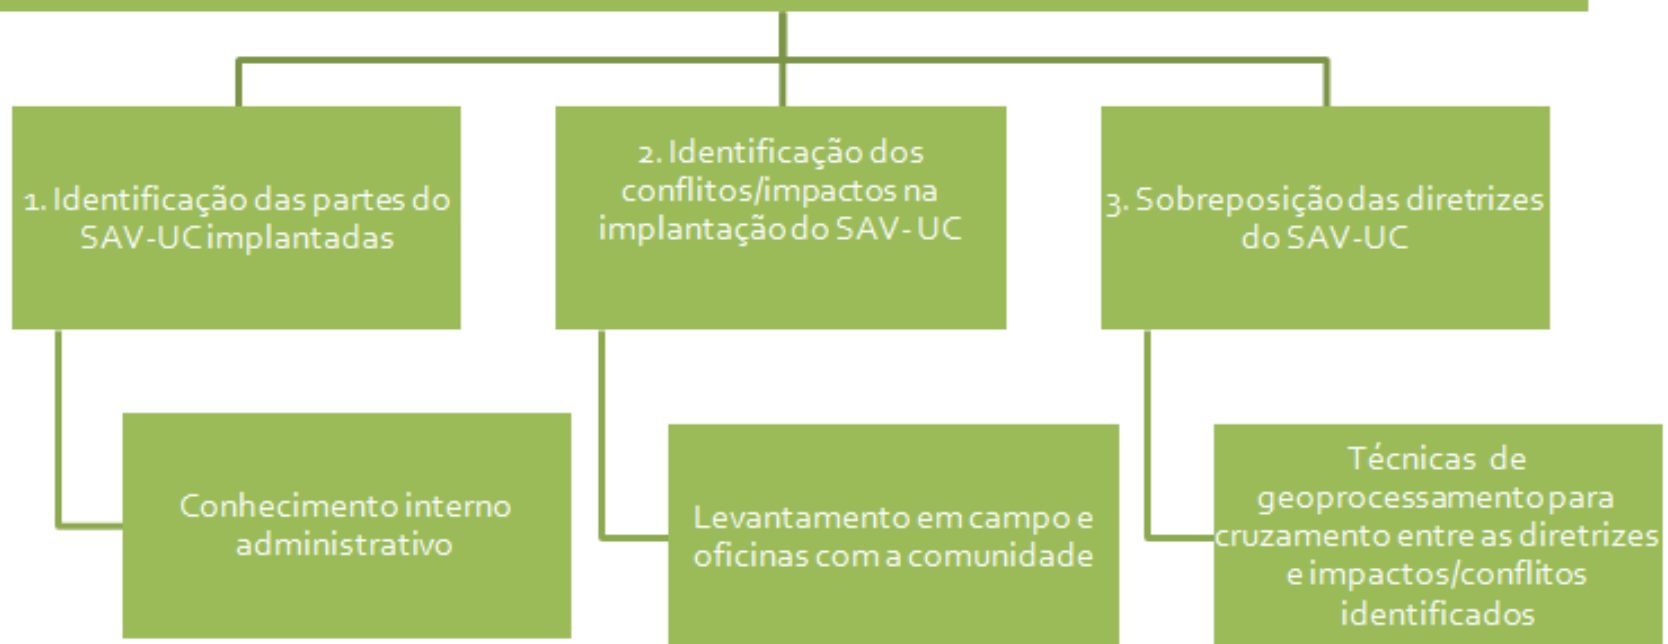 1. Identificação das partes do
SAV-UC implantadas
2. Identificação dos
conflitos/impactos na
implantação do SAV- UC
3. Sobreposição das diretrizes
do SAV-UC
Conhecimento interno
administrativo
Levantamento em campo e
oficinas com a comunidade
Técnicas de
geoprocessamento para
cruzamento entre as diretrizes
e impactos/conflitos
identificados